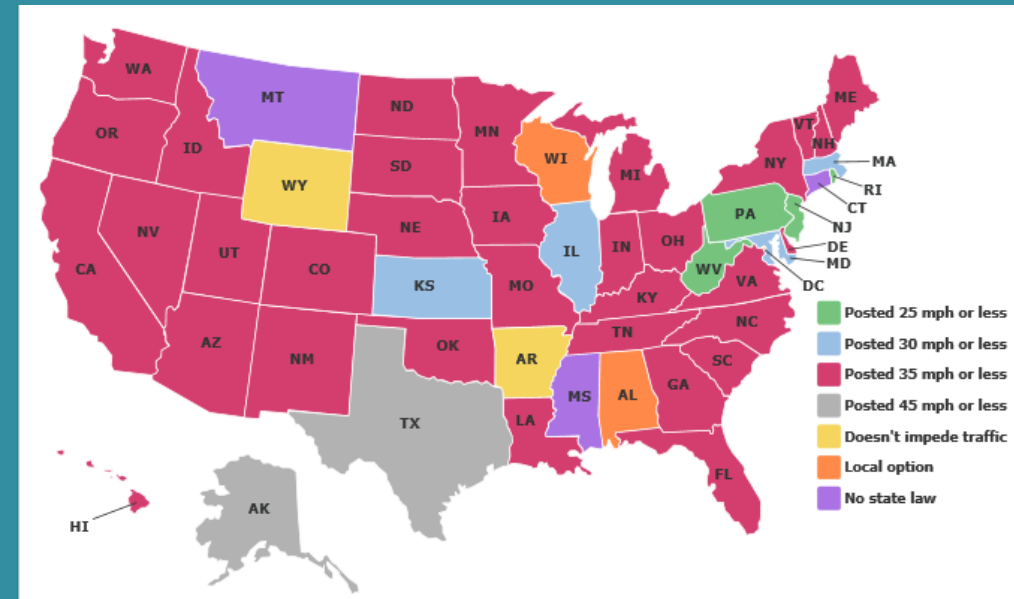 WA
MT
ND
MN
ME
VT
NH
OR
ID
WI
SD
MI
NY
MA
WY
RI
CT
NE
IA
PA
NJ
NV
UT
CO
IL
IN
OH
DE
MD
CA
KS
MO
WV
VA
DC
KY
Posted 25 mph or less
NC
TN
AZ
NM
OK
AR
SC
Posted 30 mph or less
Posted 35 mph or less
MS
AL
GA
Posted 45 mph or less
TX
LA
Doesn't impede traffic
Local option
FL
No state law
AK
HI